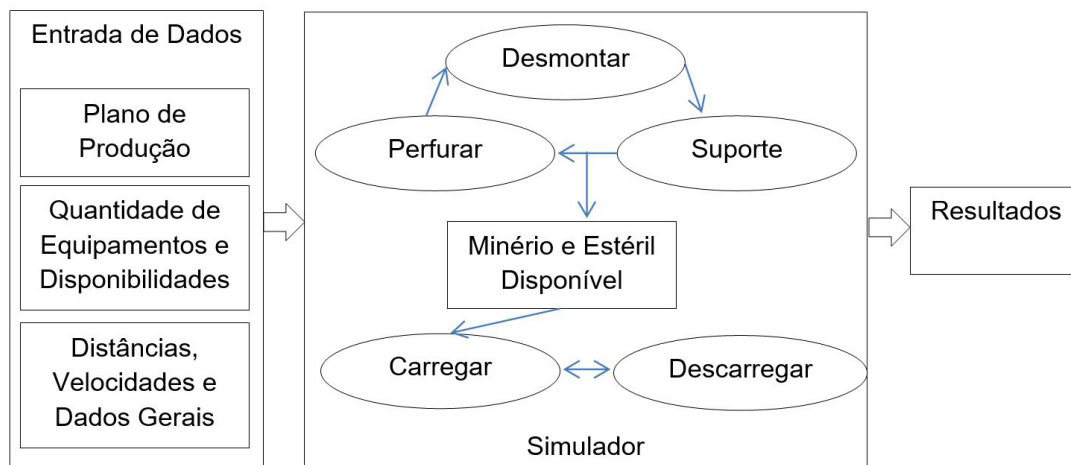 Entrada de Dados
Plano de
Produção
Quantidade de
Equipamentos e
Disponibilidades
Distâncias,
Velocidades e
Dados Gerais
Desmontar
Perfurar
Suporte
Minério e Estéril
Disponível
Carregar
Descarregar
Simulador
Resultados